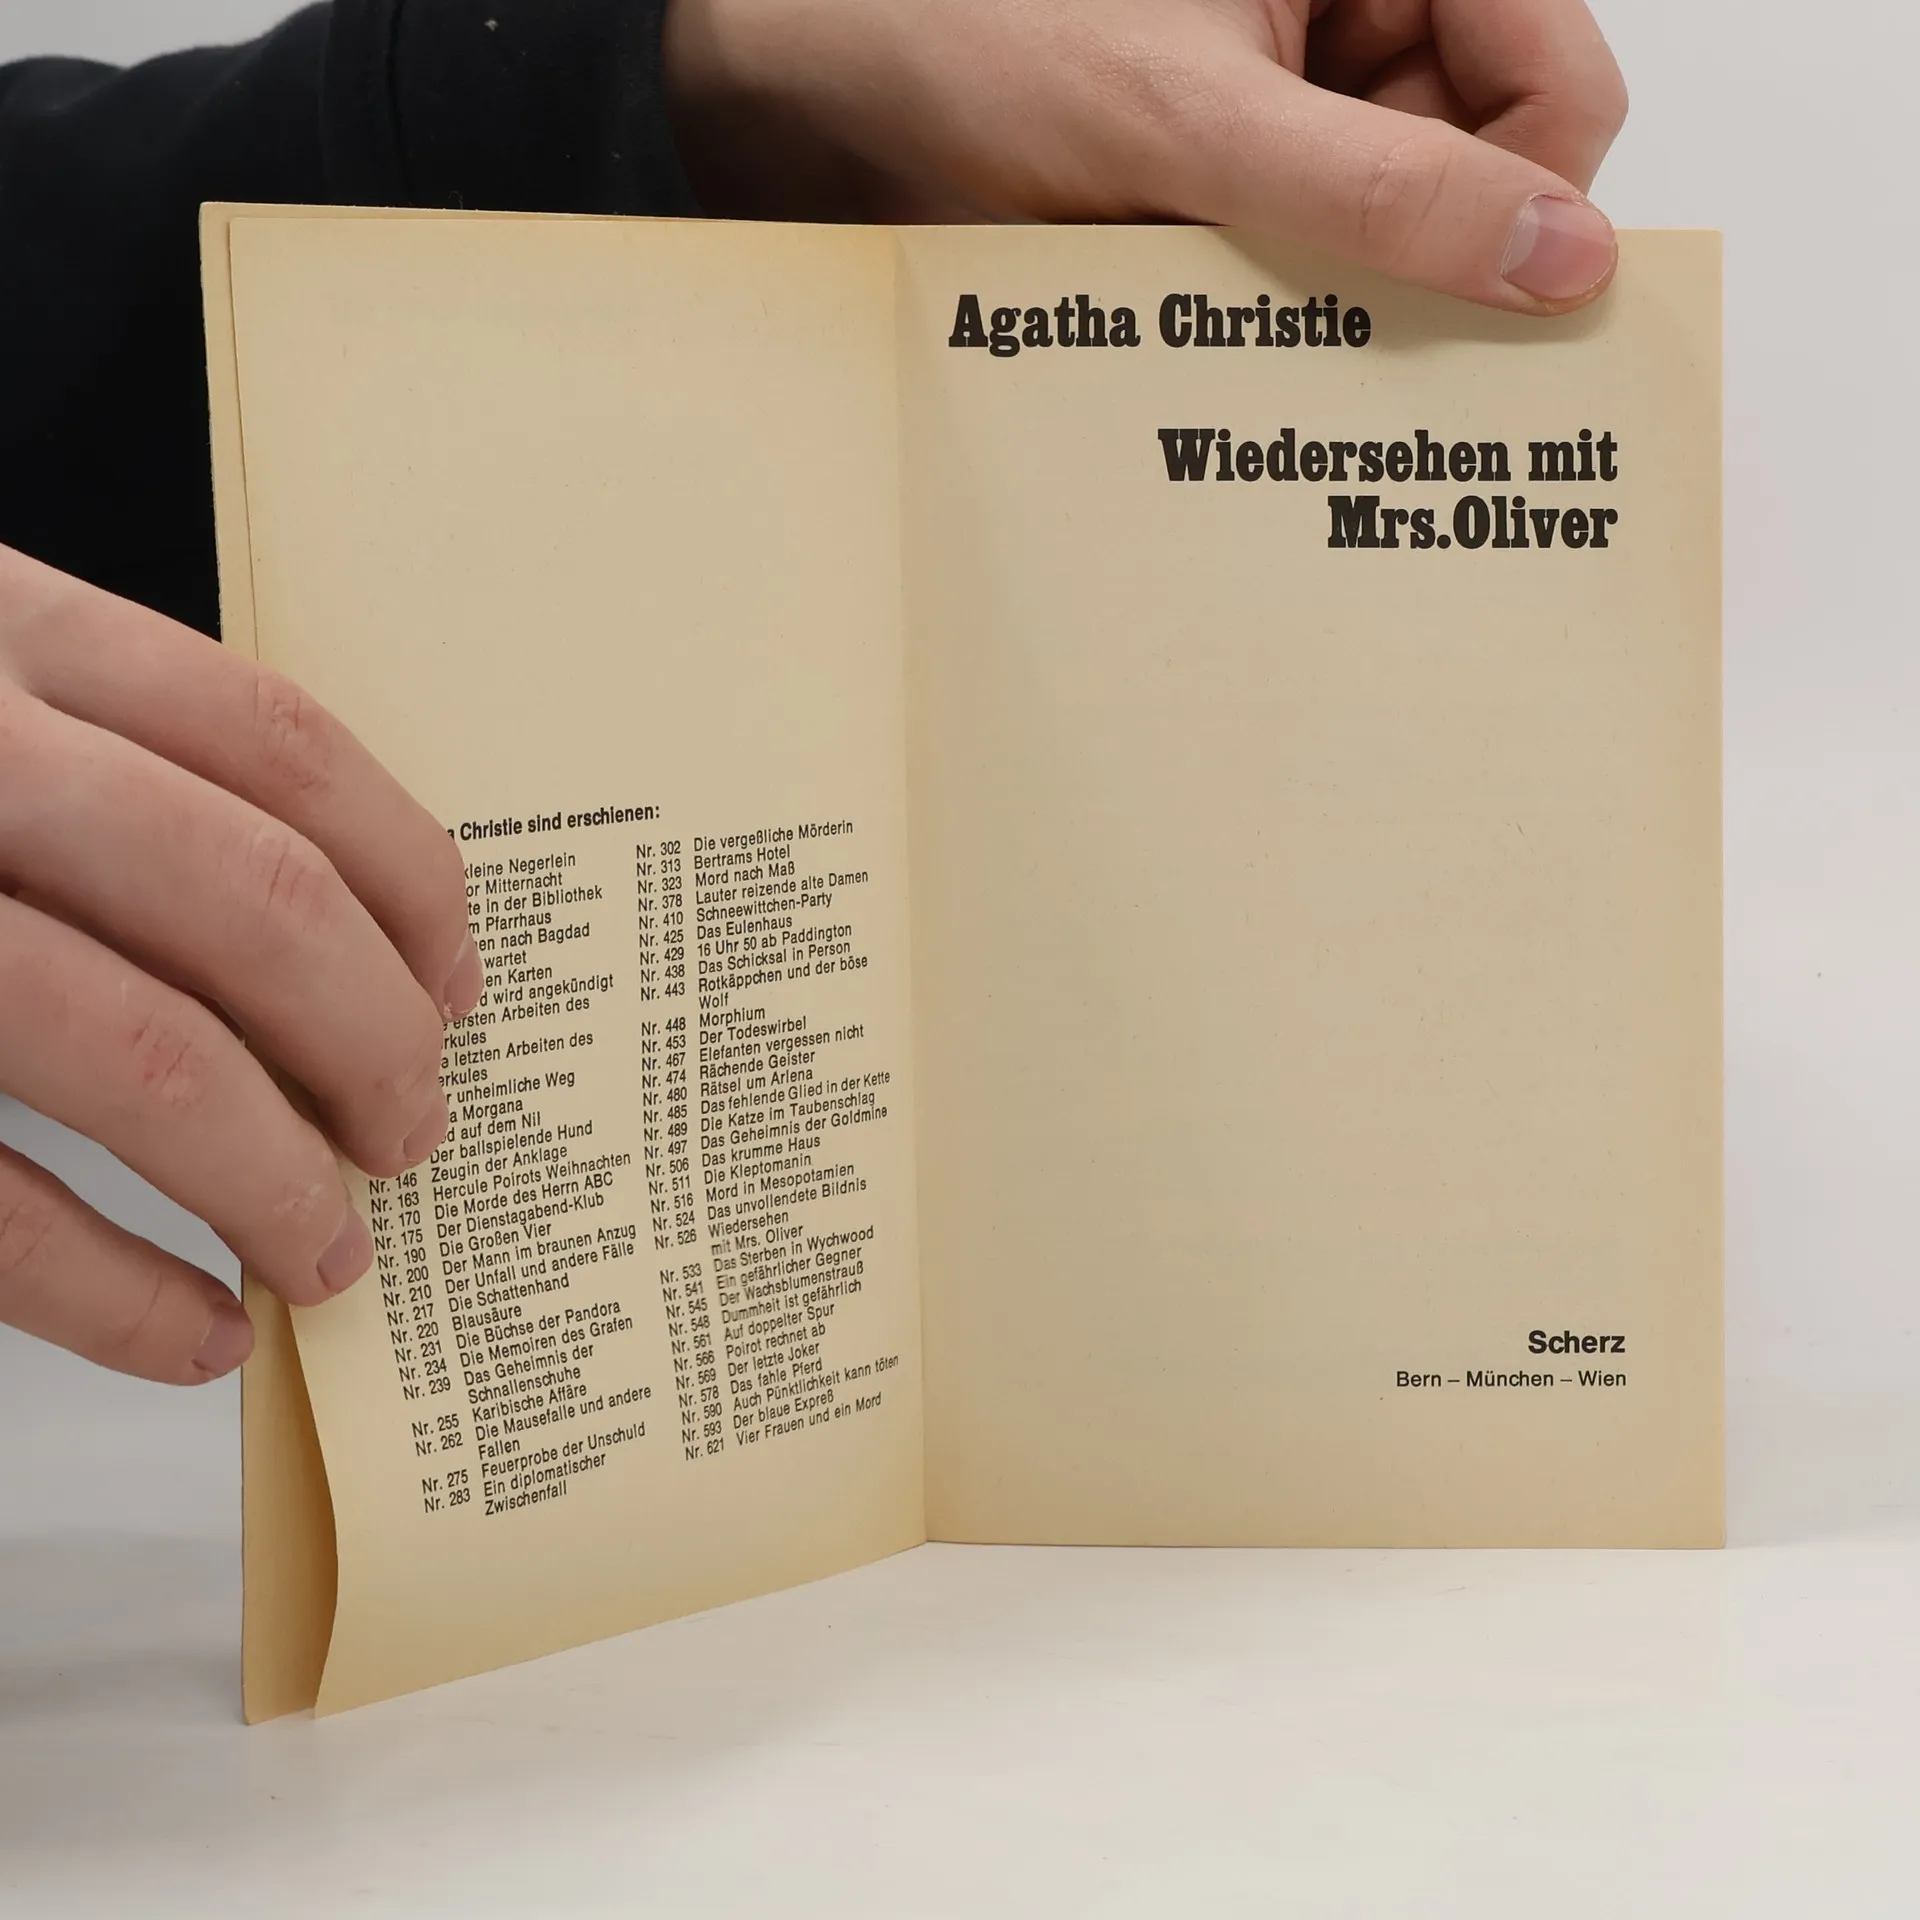 Christie sind erschienen:
kleine Negerlein
Mitternacht
in der Bibliothek
Pfarrhaus
nach Bagdad
wartet
Karten
wird angekündigt
ersten Arbeiten des
letzten Arbeiten des
unheimliche Weg
Morgana
auf dem Nil
Der ballspielende Hund
Nr. 146 Zeugin der Anklage
Nr. 163 Hercule Poirots Weihnachten
Nr. 170 Die Morde des Herrn ABC
Nr. 175 Der Dienstagabend-Klub
Nr. 190 Die Großen Vier
Nr. 200 Der Mann im braunen Anzug
Nr. 210 Der Unfall und andere Fälle
Nr. 217 Die Schattenhand
Nr. 220 Blausäure
Nr. 231 Die Büchse der Pandora
Nr. 234 Die Memoiren des Grafen
Nr. 239 Das Geheimnis der
Schnallenschuhe
Nr. 255 Karibische Affäre
Nr. 262 Die Mausefalle und andere
Fallen
Nr. 275 Feuerprobe der Unschuld
Nr. 283 Ein diplomatischer
Zwischenfall
Nr. 302 Die vergeßliche Mörderin
Nr. 313 Bertrams Hotel
Nr. 323 Mord nach Maß
Nr. 378 Lauter reizende alte Damen
Nr. 410 Schneewittchen-Party
Nr. 425 Das Eulenhaus
Nr. 429 16 Uhr 50 ab Paddington
Nr. 438 Das Schicksal in Person
Nr. 443 Rotkäppchen und der böse
Wolf
Nr. 448 Morphium
Nr. 453 Der Todeswirbel
Nr. 467 Elefanten vergessen nicht
Nr. 474 Rächende Geister
Nr. 480 Rätsel um Arlena
Nr. 485 Das fehlende Glied in der Kette
Nr. 489 Die Katze im Taubenschlag
Nr. 497 Das Geheimnis der Goldmine
Nr. 506 Das krumme Haus
Nr. 511 Die Kleptomanin
Nr. 516 Mord in Mesopotamien
Nr. 524 Das unvollendete Bildnis
Nr. 526 Wiedersehen
mit Mrs. Oliver
Nr. 533 Das Sterben in Wychwood
Nr. 541 Ein gefährlicher Gegner
Nr. 545 Der Wachsblumenstrauß
Nr. 548 Dummheit ist gefährlich
Nr. 561 Auf doppelter Spur
Nr. 566 Poirot rechnet ab
Nr. 569 Der letzte Joker
Nr. 578 Das fahle Pferd
Nr. 590 Auch Pünktlichkeit kann töten
Nr. 593 Der blaue Expreß
Nr. 621 Vier Frauen und ein Mord
Agatha Christie
Wiedersehen mit
Mrs. Oliver
Scherz
Bern – München – Wien